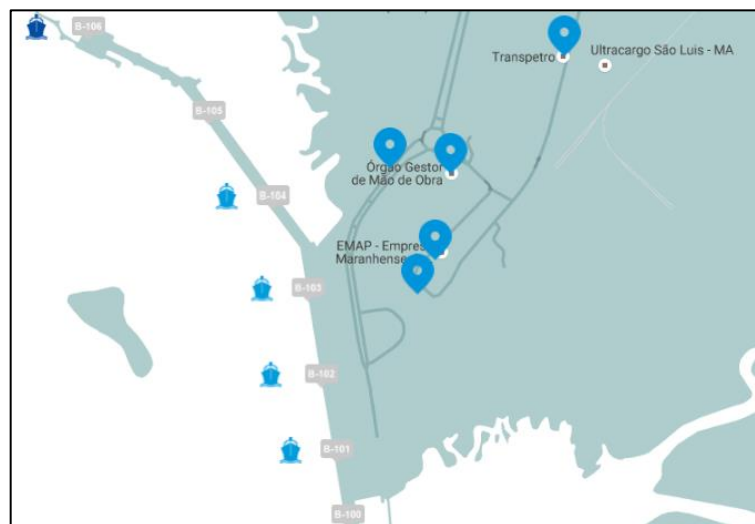 B-106
Transpetro
Ultracargo São Luis - MA
B-105
Órgão Gestor
de Mão de Obra
B-104
EMAP - Empres
Maranhense
B-103
B-102
B-101
B-100